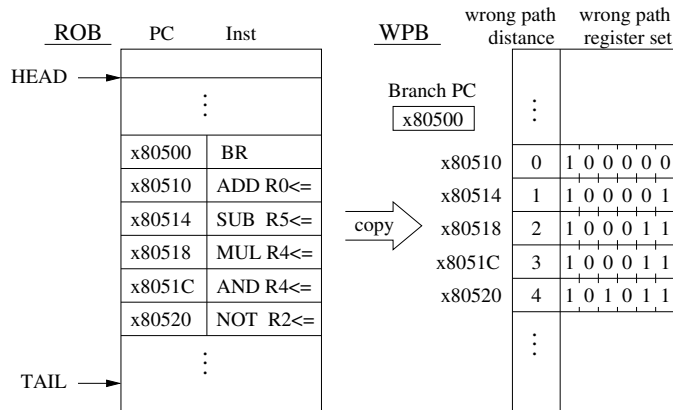 ROB PC Inst WPB wrong path distance wrong path register set
HEAD
⋮
Branch PC
x80500
⋮
x80500 BR
x80510 ADD R0<= x80510 0 1 0 0 0 0 0
x80514 SUB R5<= copy x80514 1 1 0 0 0 0 1
x80518 MUL R4<= x80518 2 1 0 0 0 1 1
x8051C AND R4<= x8051C 3 1 0 0 0 1 1
x80520 NOT R2<= x80520 4 1 0 1 0 1 1
⋮
⋮
TAIL